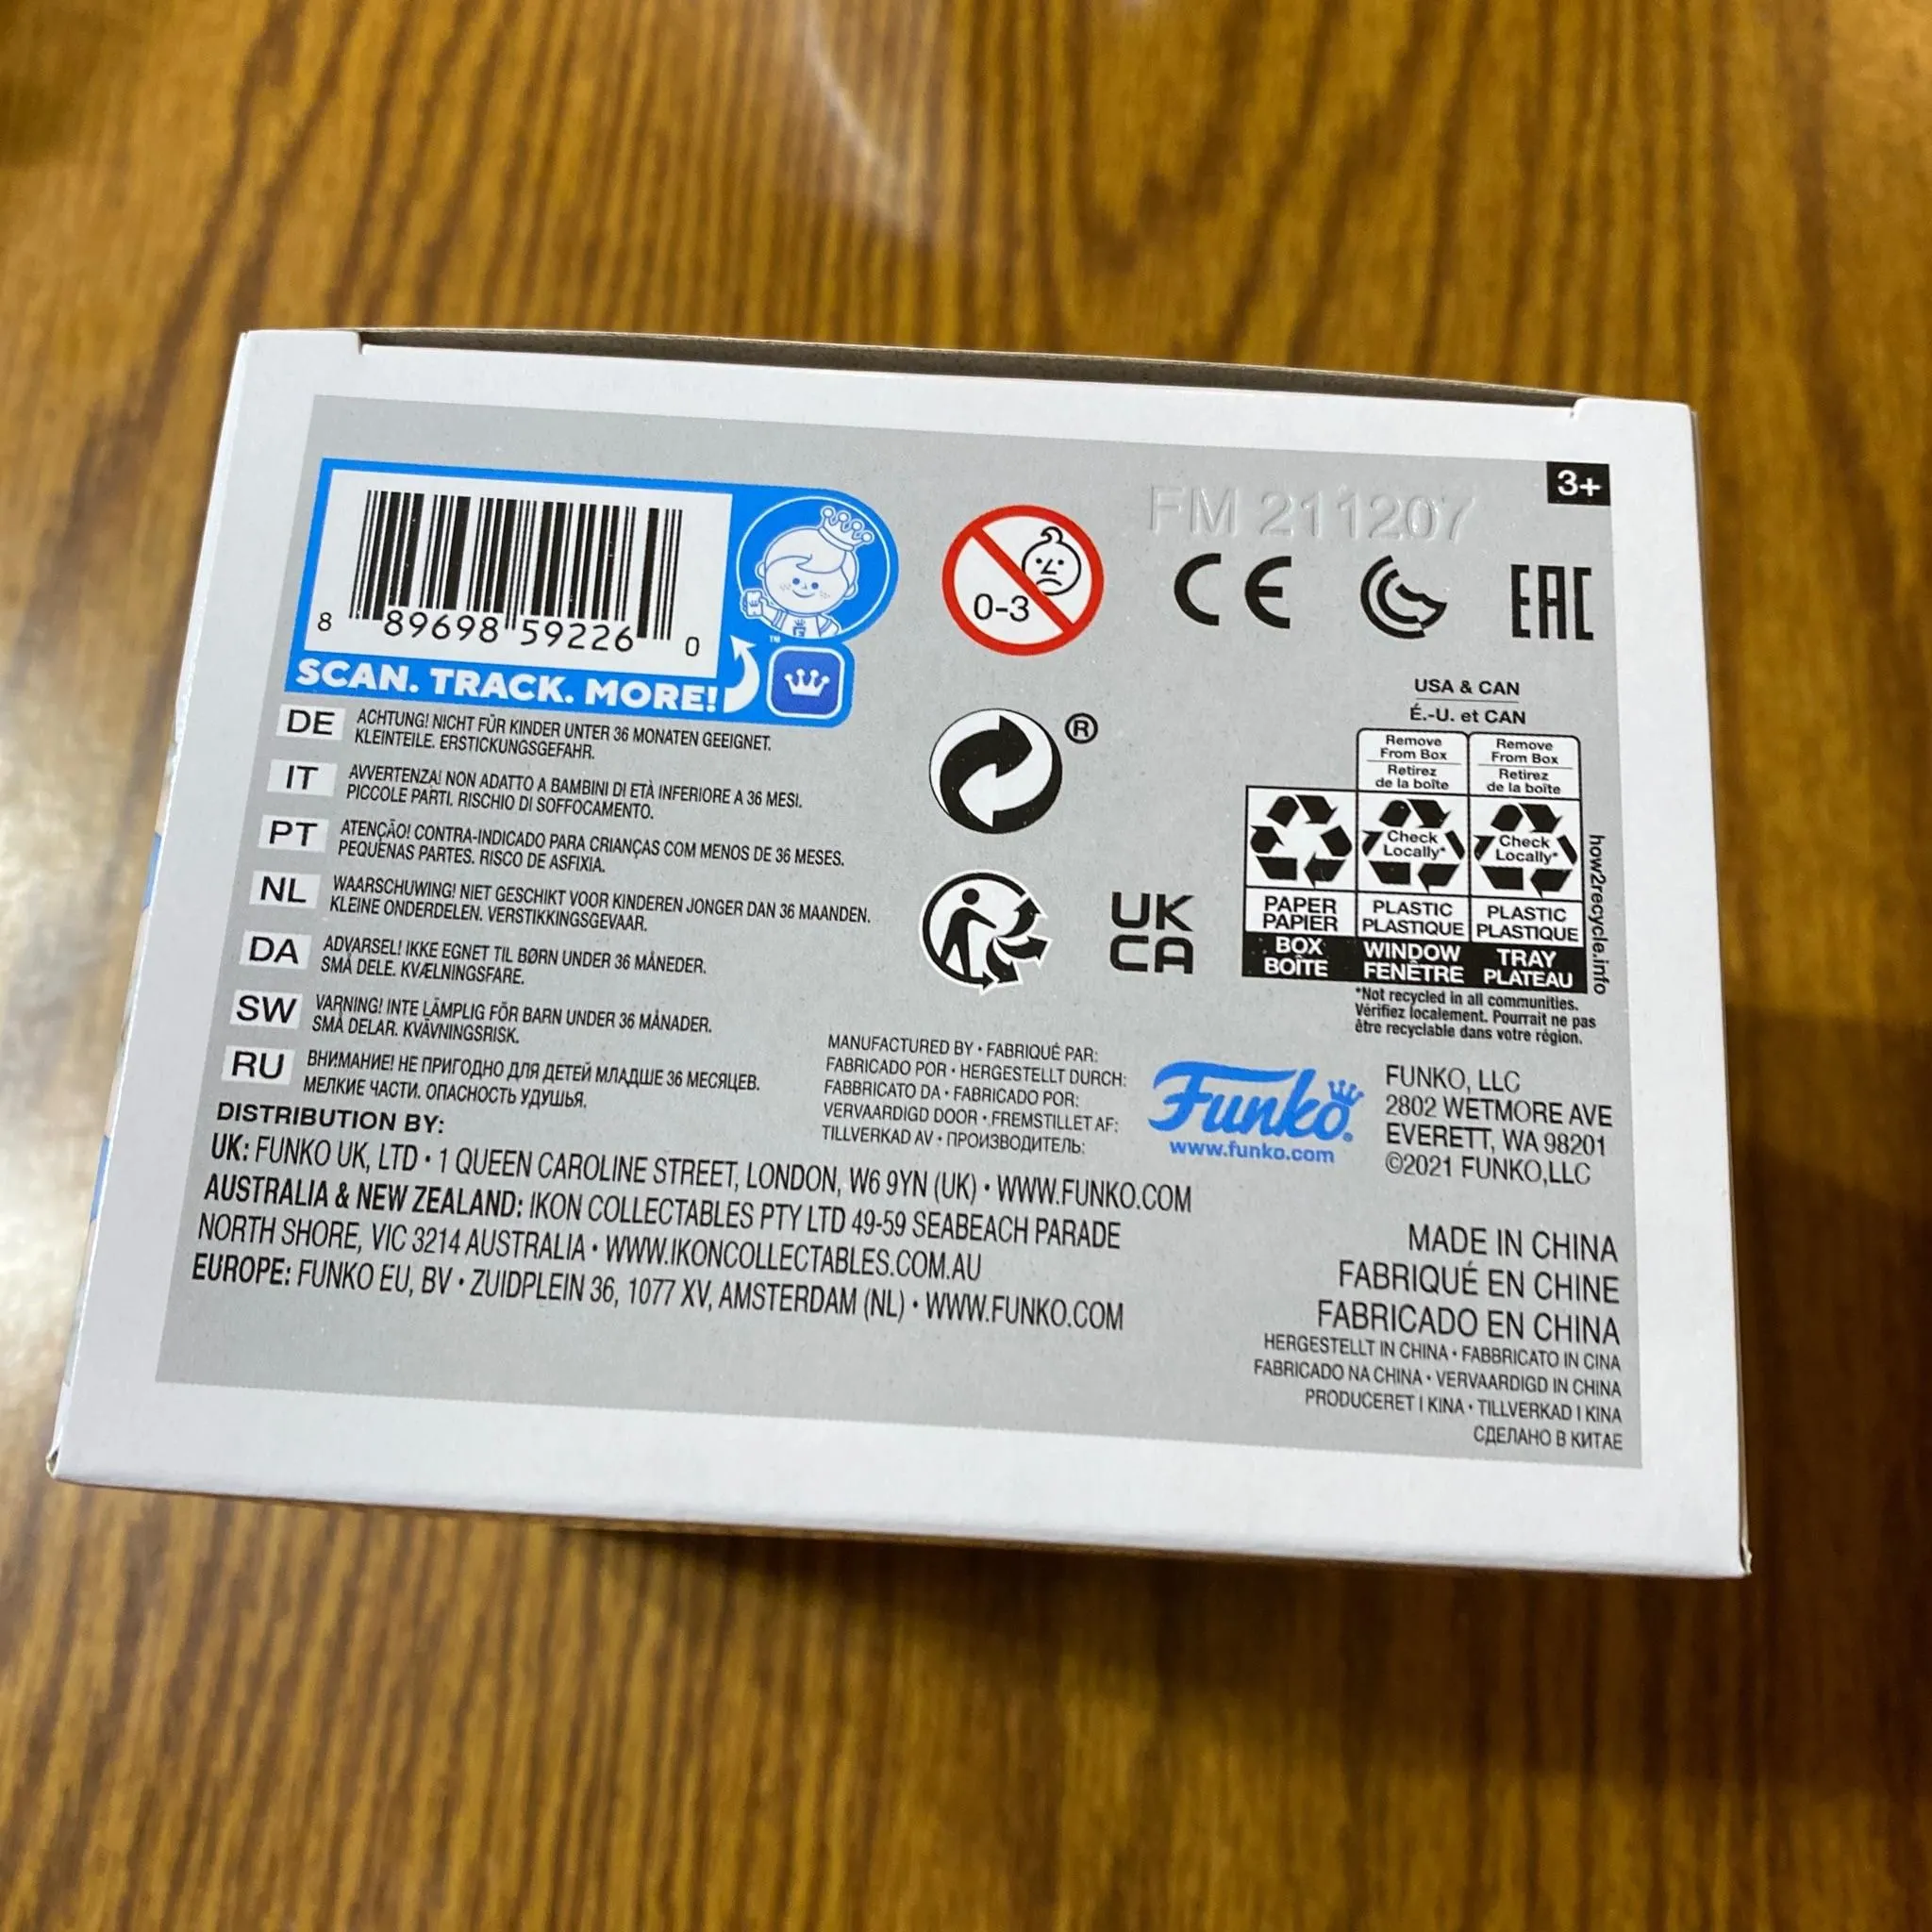 8 89698 59226 0
™
SCAN. TRACK. MORE!
0-3
FM 211207
3+
CE
EAC
DE ACHTUNG! NICHT FÜR KINDER UNTER 36 MONATEN GEEIGNET.
KLEINTEILE. ERSTICKUNGSGEFAHR.
IT AVVERTENZA! NON ADATTO A BAMBINI DI ETÀ INFERIORE A 36 MESI.
PICCOLE PARTI. RISCHIO DI SOFFOCAMENTO.
PT ATENÇÃO! CONTRA-INDICADO PARA CRIANÇAS COM MENOS DE 36 MESES.
PEQUENAS PARTES. RISCO DE ASFIXIA.
NL WAARSCHUWING! NIET GESCHIKT VOOR KINDEREN JONGER DAN 36 MAANDEN.
KLEINE ONDERDELEN. VERSTIKKINGSGEVAAR.
DA ADVARSEL! IKKE EGNET TIL BØRN UNDER 36 MÅNEDER.
SMÅ DELE. KVÆLNINGSFARE.
SW VARNING! INTE LÄMPLIG FÖR BARN UNDER 36 MÅNADER.
SMÅ DELAR. KVÄVNINGSRISK.
RU ВНИМАНИЕ! НЕ ПРИГОДНО ДЛЯ ДЕТЕЙ МЛАДШЕ 36 МЕСЯЦЕВ.
МЕЛКИЕ ЧАСТИ. ОПАСНОСТЬ УДУШЬЯ.
®
UK
CA
USA & CAN
É.-U. et CAN
Remove
From Box
Retirez
de la boîte
Remove
From Box
Retirez
de la boîte
Check
Locally*
Check
Locally*
PAPER
PAPIER
PLASTIC
PLASTIQUE
PLASTIC
PLASTIQUE
BOX
BOÎTE
WINDOW
FENÊTRE
TRAY
PLATEAU
how2recycle.info
*Not recycled in all communities.
Vérifiez localement. Pourrait ne pas
être recyclable dans votre région.
MANUFACTURED BY • FABRIQUÉ PAR:
FABRICADO POR • HERGESTELLT DURCH:
FABBRICATO DA • FABRICADO POR:
VERVAARDIGD DOOR • FREMSTILLET AF:
TILLVERKAD AV • ПРОИЗВОДИТЕЛЬ:
Funko®
www.funko.com
FUNKO, LLC
2802 WETMORE AVE
EVERETT, WA 98201
©2021 FUNKO,LLC
DISTRIBUTION BY:
UK: FUNKO UK, LTD • 1 QUEEN CAROLINE STREET, LONDON, W6 9YN (UK) • WWW.FUNKO.COM
AUSTRALIA & NEW ZEALAND: IKON COLLECTABLES PTY LTD 49-59 SEABEACH PARADE
NORTH SHORE, VIC 3214 AUSTRALIA • WWW.IKONCOLLECTABLES.COM.AU
EUROPE: FUNKO EU, BV • ZUIDPLEIN 36, 1077 XV, AMSTERDAM (NL) • WWW.FUNKO.COM
MADE IN CHINA
FABRIQUÉ EN CHINE
FABRICADO EN CHINA
HERGESTELLT IN CHINA • FABBRICATO IN CINA
FABRICADO NA CHINA • VERVAARDIGD IN CHINA
PRODUCERET I KINA • TILLVERKAD I KINA
СДЕЛАНО В КИТАЕ